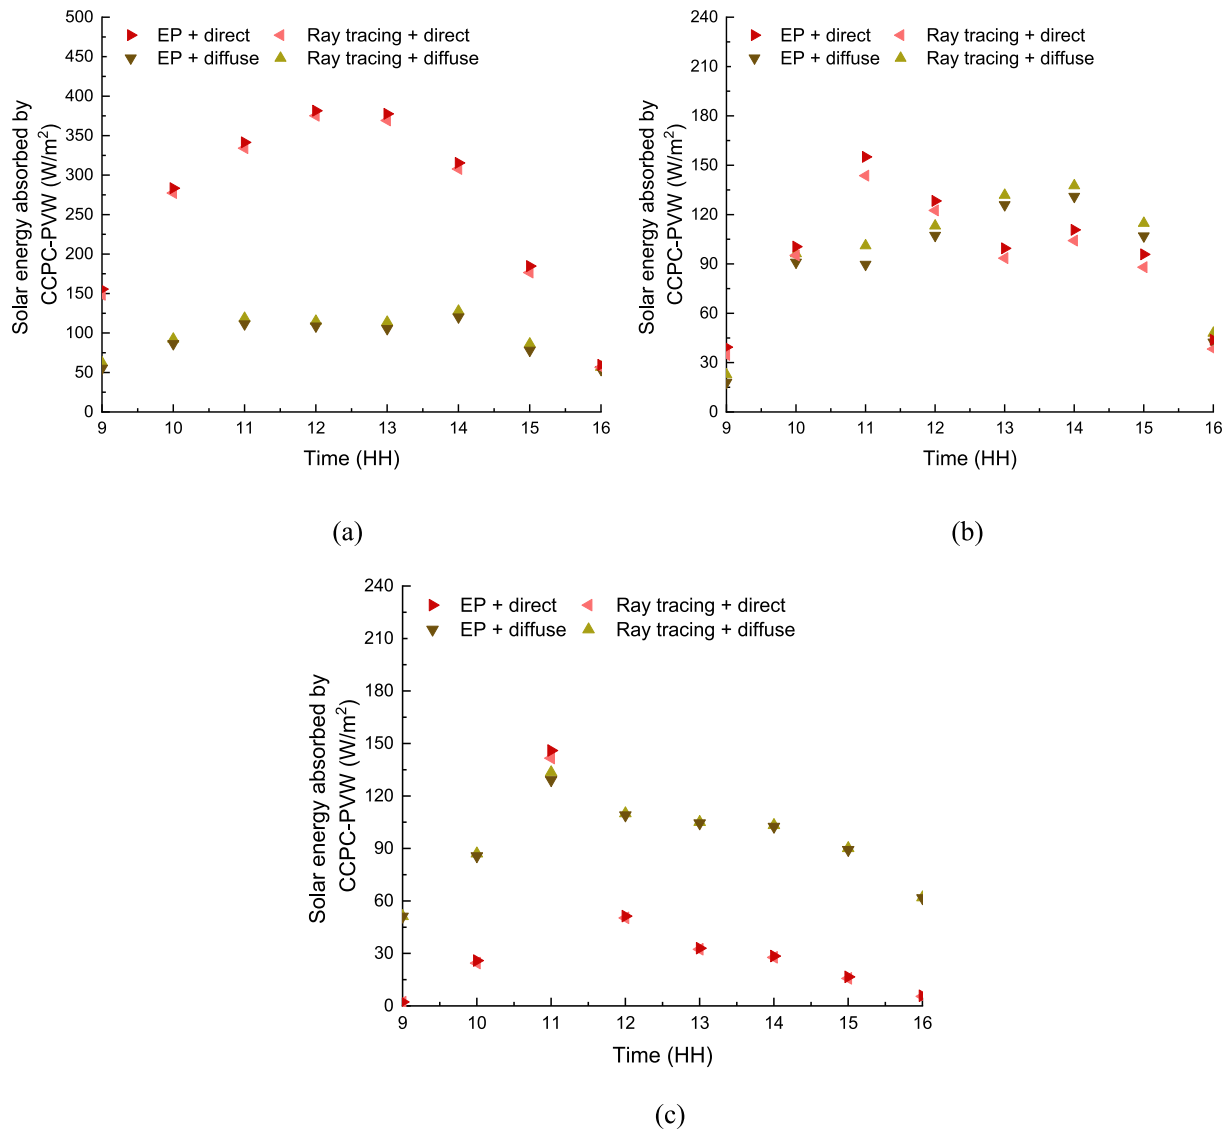 EP + direct
Ray tracing + direct
EP + diffuse
Ray tracing + diffuse
Solar energy absorbed by
CCPC-PVW (W/m²)
500
450
400
350
300
250
200
150
100
50
0
9 10 11 12 13 14 15 16
Time (HH)
(a)
EP + direct
Ray tracing + direct
EP + diffuse
Ray tracing + diffuse
Solar energy absorbed by
CCPC-PVW (W/m²)
240
210
180
150
120
90
60
30
0
9 10 11 12 13 14 15 16
Time (HH)
(b)
EP + direct
Ray tracing + direct
EP + diffuse
Ray tracing + diffuse
Solar energy absorbed by
CCPC-PVW (W/m²)
240
210
180
150
120
90
60
30
0
9 10 11 12 13 14 15 16
Time (HH)
(c)